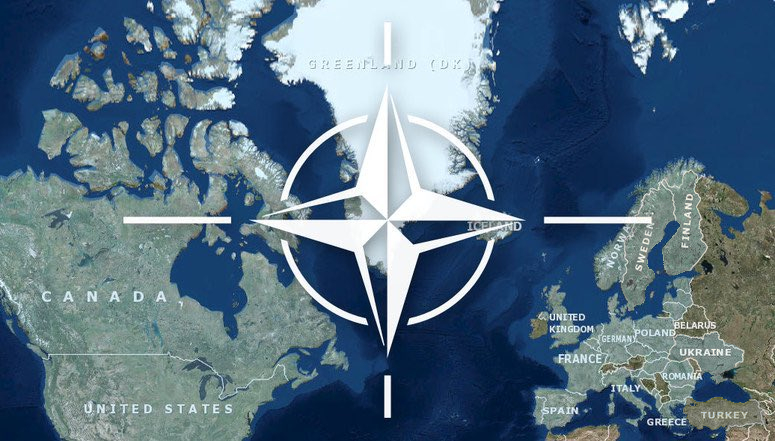 GREENLAND (DK)
ICELAND
NORWAY
SWEDEN
FINLAND
CANADA
UNITED STATES
UNITED
KINGDOM
GERMANY
POLAND
BELARUS
FRANCE
UKRAINE
ROMANIA
ITALY
SPAIN
GREECE
TURKEY